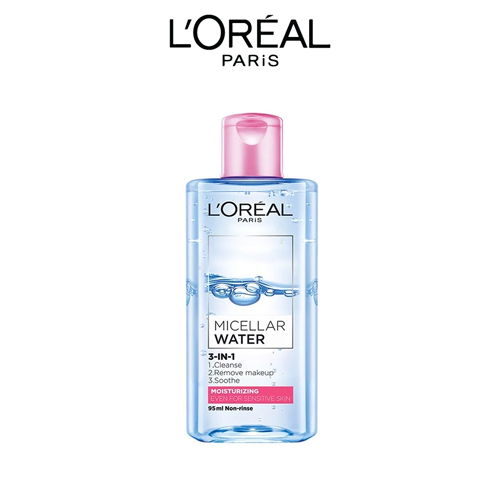 L'ORÉAL
PARiS
L'ORÉAL
PARIS
MICELLAR
WATER
3-IN-1
1.Cleanse
2.Remove makeup
3.Soothe
MOISTURIZING
EVEN FOR SENSITIVE SKIN
95ml Non-rinse